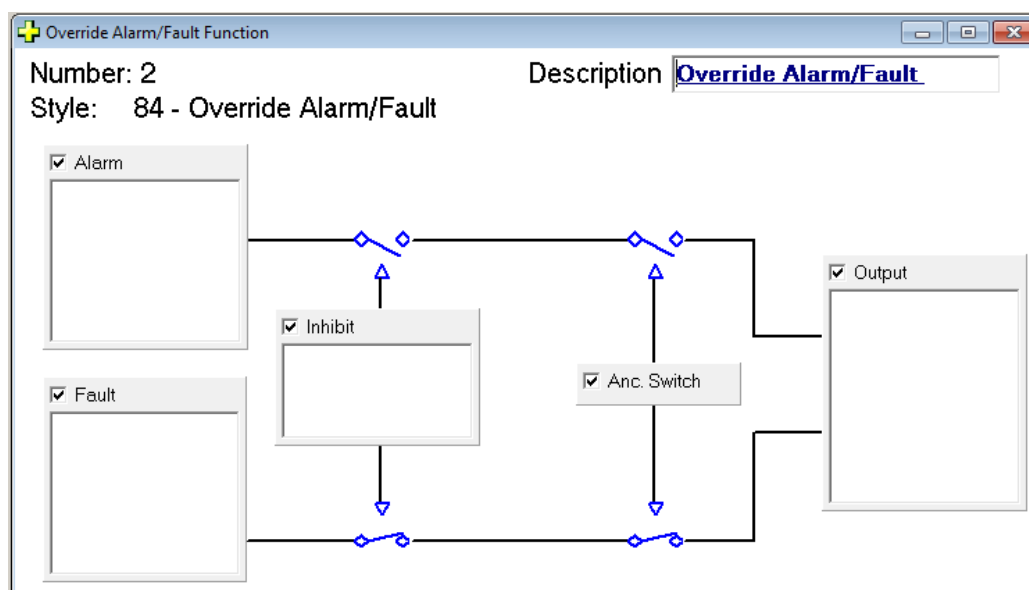 Override Alarm/Fault Function
Number: 2
Description Override Alarm/Fault
Style: 84 - Override Alarm/Fault
Alarm
Output
Inhibit
Anc. Switch
Fault